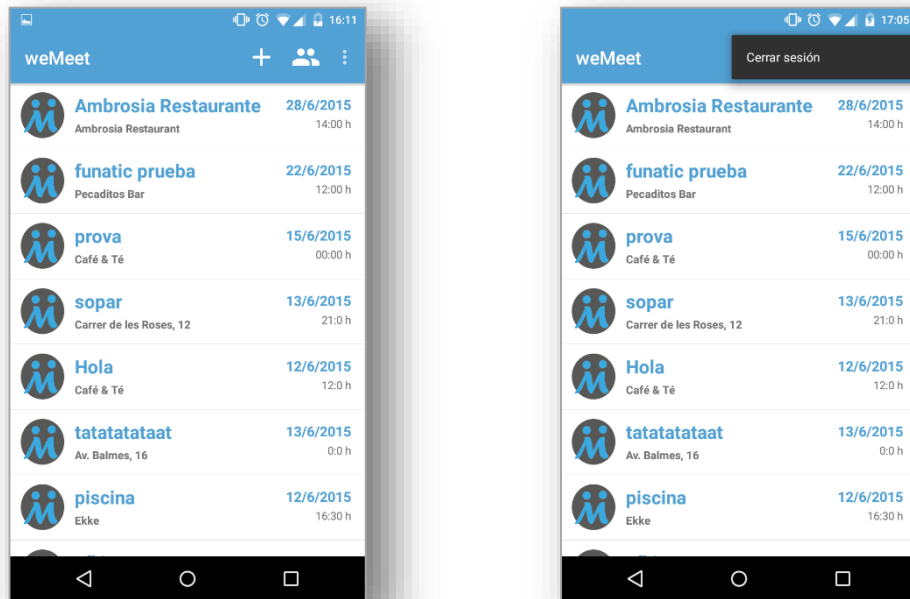 16:11
weMeet
Ambrosia Restaurante 28/6/2015
Ambrosia Restaurant 14:00 h
funatic prueba 22/6/2015
Pecaditos Bar 12:00 h
prova 15/6/2015
Café & Té 00:00 h
sopar 13/6/2015
Carrer de les Roses, 12 21:0 h
Hola 12/6/2015
Café & Té 12:0 h
tatatatataat 13/6/2015
Av. Balmes, 16 0:0 h
piscina 12/6/2015
Ekke 16:30 h
17:05
weMeet
Cerrar sesión
Ambrosia Restaurante 28/6/2015
Ambrosia Restaurant 14:00 h
funatic prueba 22/6/2015
Pecaditos Bar 12:00 h
prova 15/6/2015
Café & Té 00:00 h
sopar 13/6/2015
Carrer de les Roses, 12 21:0 h
Hola 12/6/2015
Café & Té 12:0 h
tatatatataat 13/6/2015
Av. Balmes, 16 0:0 h
piscina 12/6/2015
Ekke 16:30 h